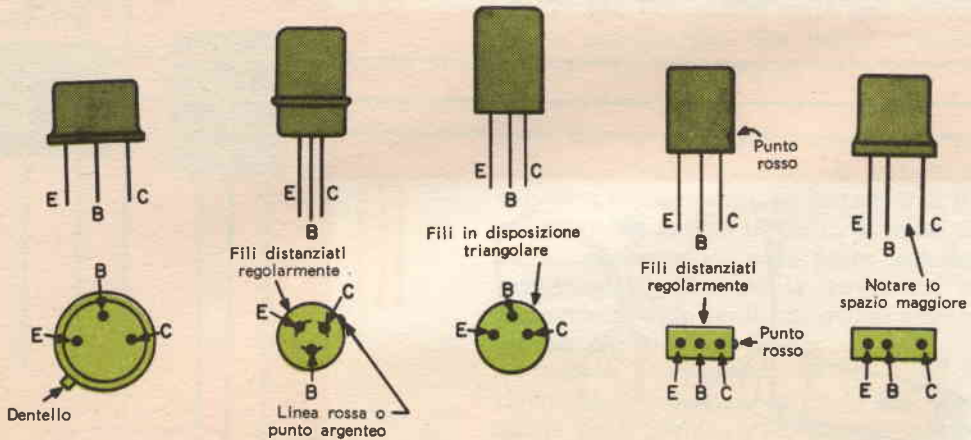 E B C
E B C
E B C
Punto
rosso
E B C
E B C
Fili distanziati
regolarmente
Fili in disposizione
triangolare
Fili distanziati
regolarmente
Notare lo
spazio maggiore
B
E C
Dentello
E C
B
Linea rossa o
punto argenteo
B
E C
Punto
rosso
E B C
E B C